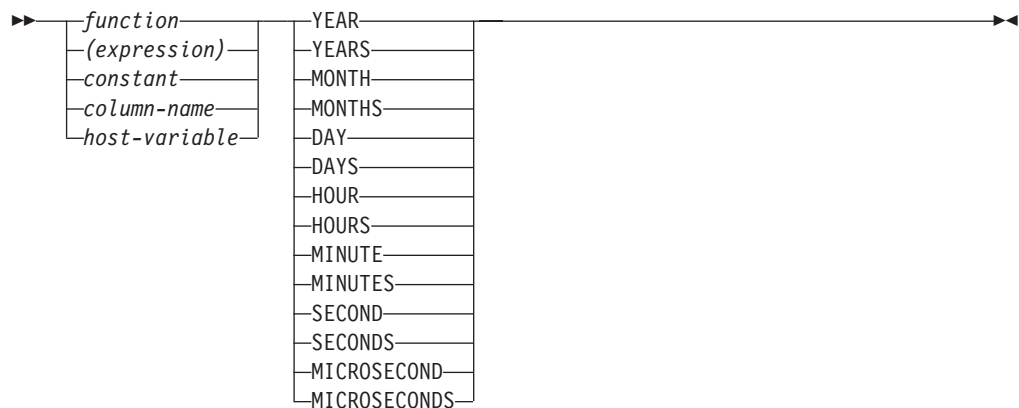 function YEAR
(expression) YEARS
constant MONTH
column-name MONTHS
host-variable DAY
DAYS
HOUR
HOURS
MINUTE
MINUTES
SECOND
SECONDS
MICROSECOND
MICROSECONDS